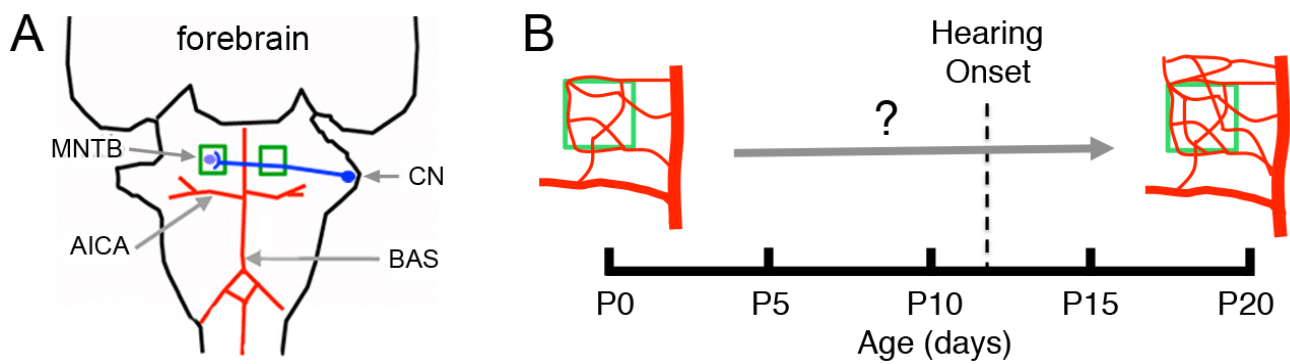 A
forebrain
MNTB
CN
AICA
BAS
B
Hearing
Onset
?
P0
P5
P10
P15
P20
Age (days)